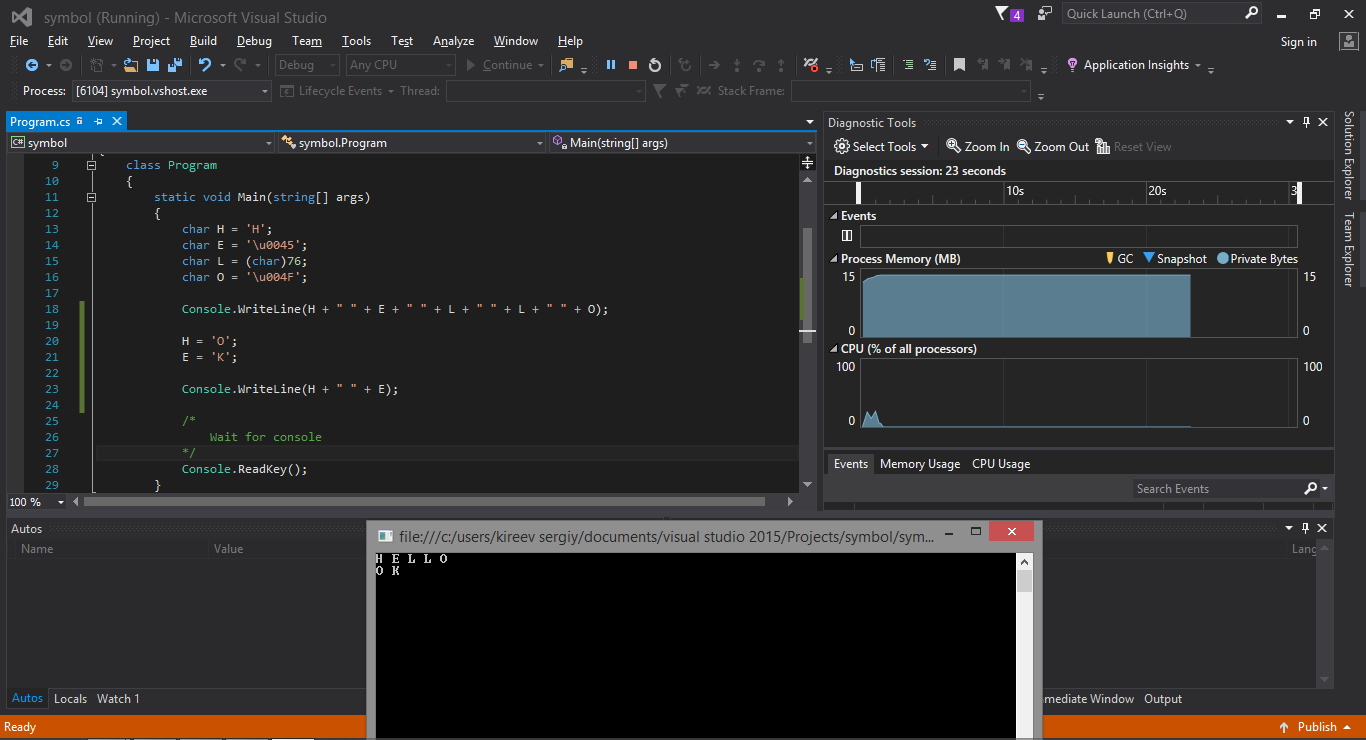 symbol (Running) - Microsoft Visual Studio
4
Quick Launch (Ctrl+Q)
File Edit View Project Build Debug Team Tools Test Analyze Window Help
Sign in
Debug Any CPU Continue Application Insights
Process: [6104] symbol.vshost.exe Lifecycle Events Thread: Stack Frame:
Program.cs
C# symbol symbol.Program Main(string[] args)
9 class Program
10 {
11 static void Main(string[] args)
12 {
13 char H = 'H';
14 char E = '\u0045';
15 char L = (char)76;
16 char O = '\u004F';
17
18 Console.WriteLine(H + " " + E + " " + L + " " + L + " " + O);
19
20 H = 'O';
21 E = 'K';
22
23 Console.WriteLine(H + " " + E);
24
25 /*
26 Wait for console
27 */
28 Console.ReadKey();
29 }
100 %
Diagnostic Tools
Select Tools Zoom In Zoom Out Reset View
Diagnostics session: 23 seconds
10s 20s 3
Events
Process Memory (MB) GC Snapshot Private Bytes
15 15
0 0
CPU (% of all processors)
100 100
0 0
Events Memory Usage CPU Usage
Search Events
Solution Explorer
Team Explorer
Autos
Name Value Lang
file:///c:/users/kireev sergiy/documents/visual studio 2015/Projects/symbol/sym...
H E L L O
O K
Autos Locals Watch 1
mediate Window Output
Ready
Publish